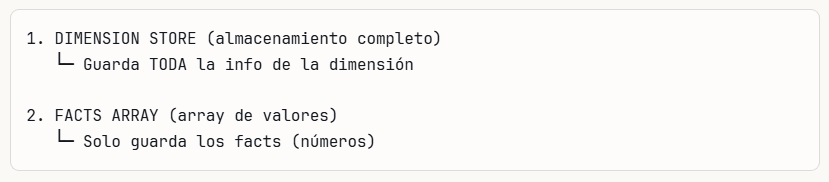 1. DIMENSION STORE (almacenamiento completo)
└─ Guarda TODA la info de la dimensión
2. FACTS ARRAY (array de valores)
└─ Solo guarda los facts (números)